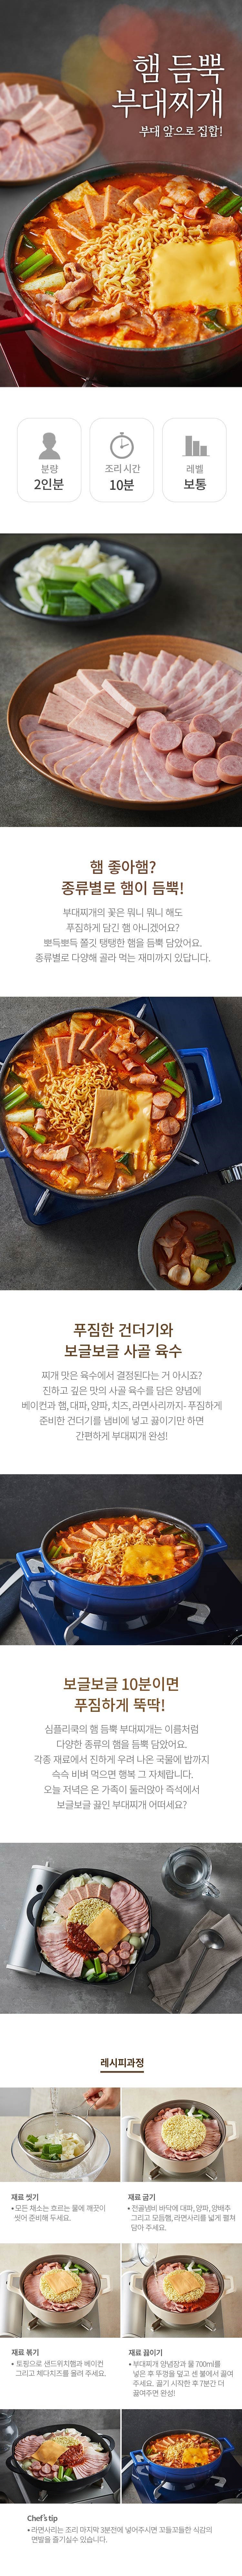 햄 듬뿍
부대찌개
부대 앞으로 집합!
분량
2인분
조리시간
10분
레벨
보통
햄 좋아햄?
종류별로 햄이 듬뿍!
부대찌개의 꽃은 뭐니 뭐니 해도
푸짐하게 담긴 햄 아니겠어요?
뽀득뽀득 쫄깃 탱탱한 햄을 듬뿍 담았어요.
종류별로 다양해 골라 먹는 재미까지 있답니다.
푸짐한 건더기와
보글보글 사골 육수
찌개 맛은 육수에서 결정된다는 거 아시죠?
진하고 깊은 맛의 사골 육수를 담은 양념에
베이컨과 햄, 대파, 양파, 치즈, 라면사리까지- 푸짐하게
준비한 건더기를 냄비에 넣고 끓이기만 하면
간편하게 부대찌개 완성!
보글보글 10분이면
푸짐하게 뚝딱!
심플리쿡의 햄 듬뿍 부대찌개는 이름처럼
다양한 종류의 햄을 듬뿍 담았어요.
각종 재료에서 진하게 우려 나온 국물에 밥까지
슥슥 비벼 먹으면 행복 그 자체랍니다.
오늘 저녁은 온 가족이 둘러앉아 즉석에서
보글보글 끓인 부대찌개 어떠세요?
레시피과정
재료 씻기
• 모든 채소는 흐르는 물에 깨끗이
씻어 준비해 두세요.
재료 굽기
• 전골냄비 바닥에 대파, 양파, 양배추
그리고 모듬햄, 라면사리를 넓게 펼쳐
담아 주세요.
재료 볶기
• 토핑으로 샌드위치햄과 베이컨
그리고 체다치즈를 올려 주세요.
재료 끓이기
• 부대찌개 양념장과 물 700ml를
넣은 후 뚜껑을 덮고 센 불에서 끓여
주세요. 끓기 시작한 후 7분간 더
끓여주면 완성!
Chef's tip
• 라면사리는 조리 마지막 3분전에 넣어주시면 꼬들꼬들한 식감의
면발을 즐기실수 있습니다.